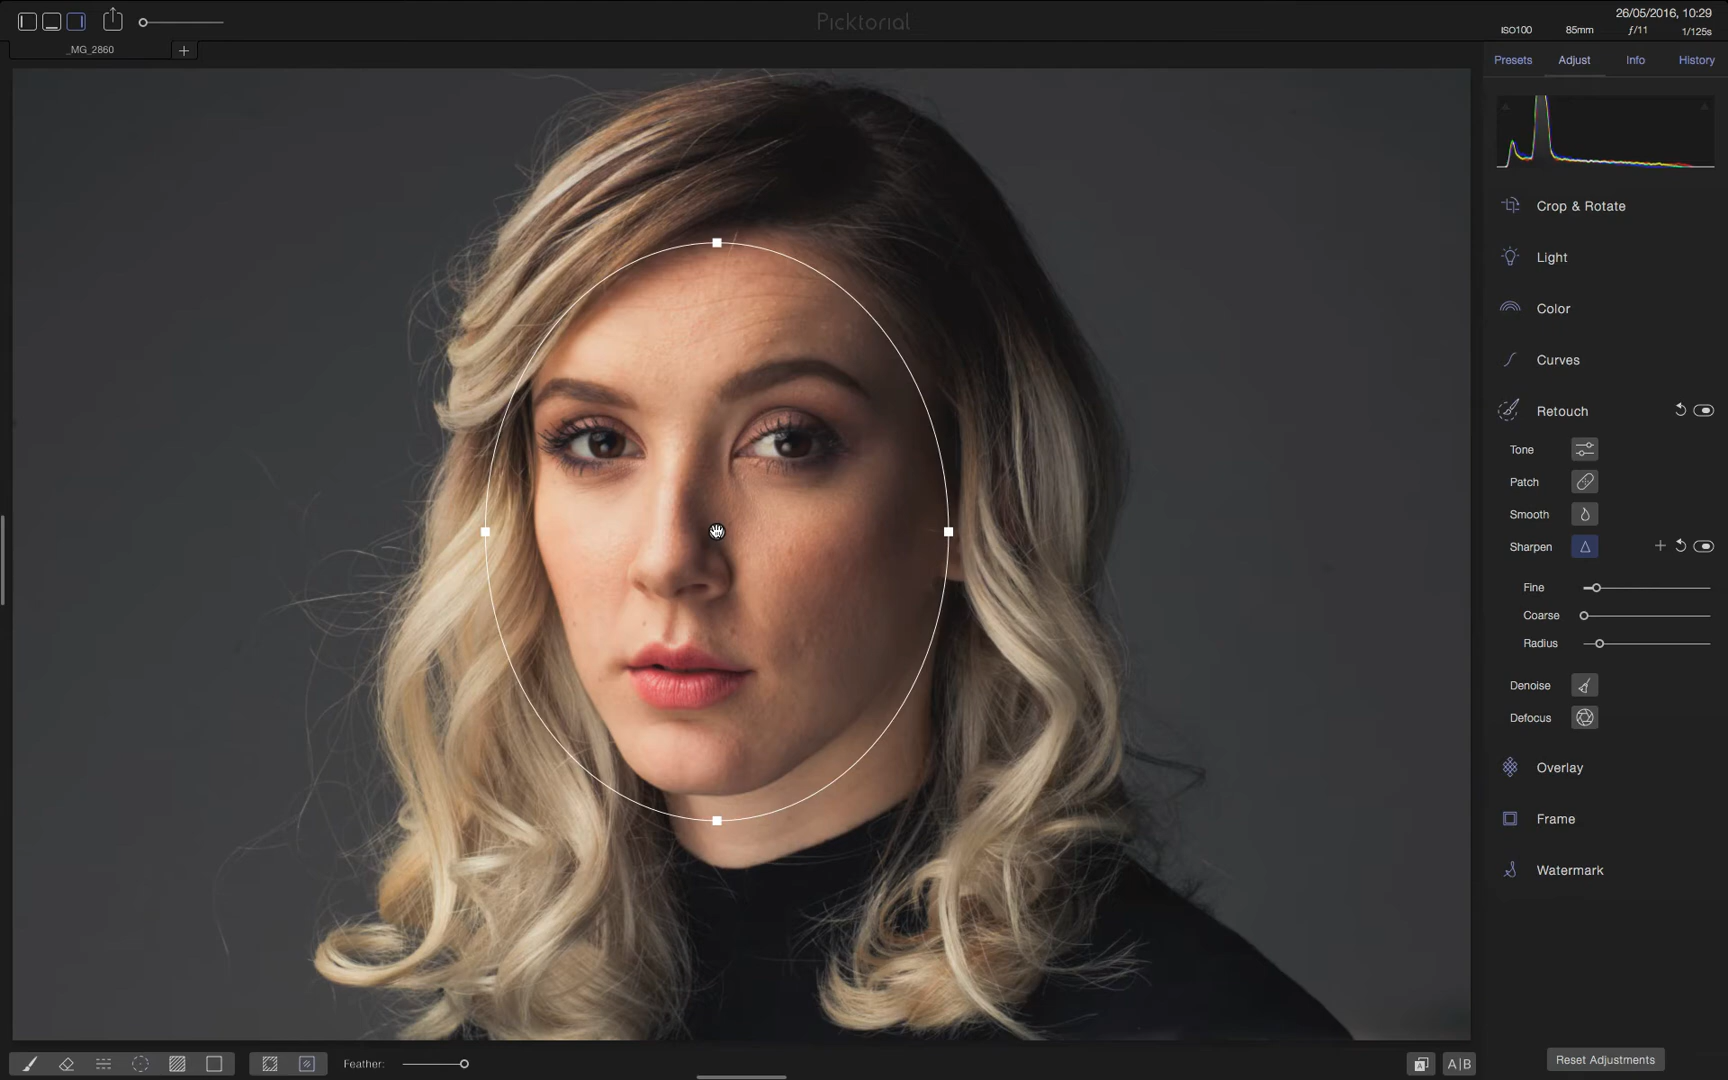 Picktorial
26/05/2016, 10:29
ISO100 85mm ƒ/11 1/125s
_MG_2860 +
Presets Adjust Info History
Crop & Rotate
Light
Color
Curves
Retouch
Tone
Patch
Smooth
Sharpen
Fine
Coarse
Radius
Denoise
Defocus
Overlay
Frame
Watermark
Feather:
A
A|B
Reset Adjustments